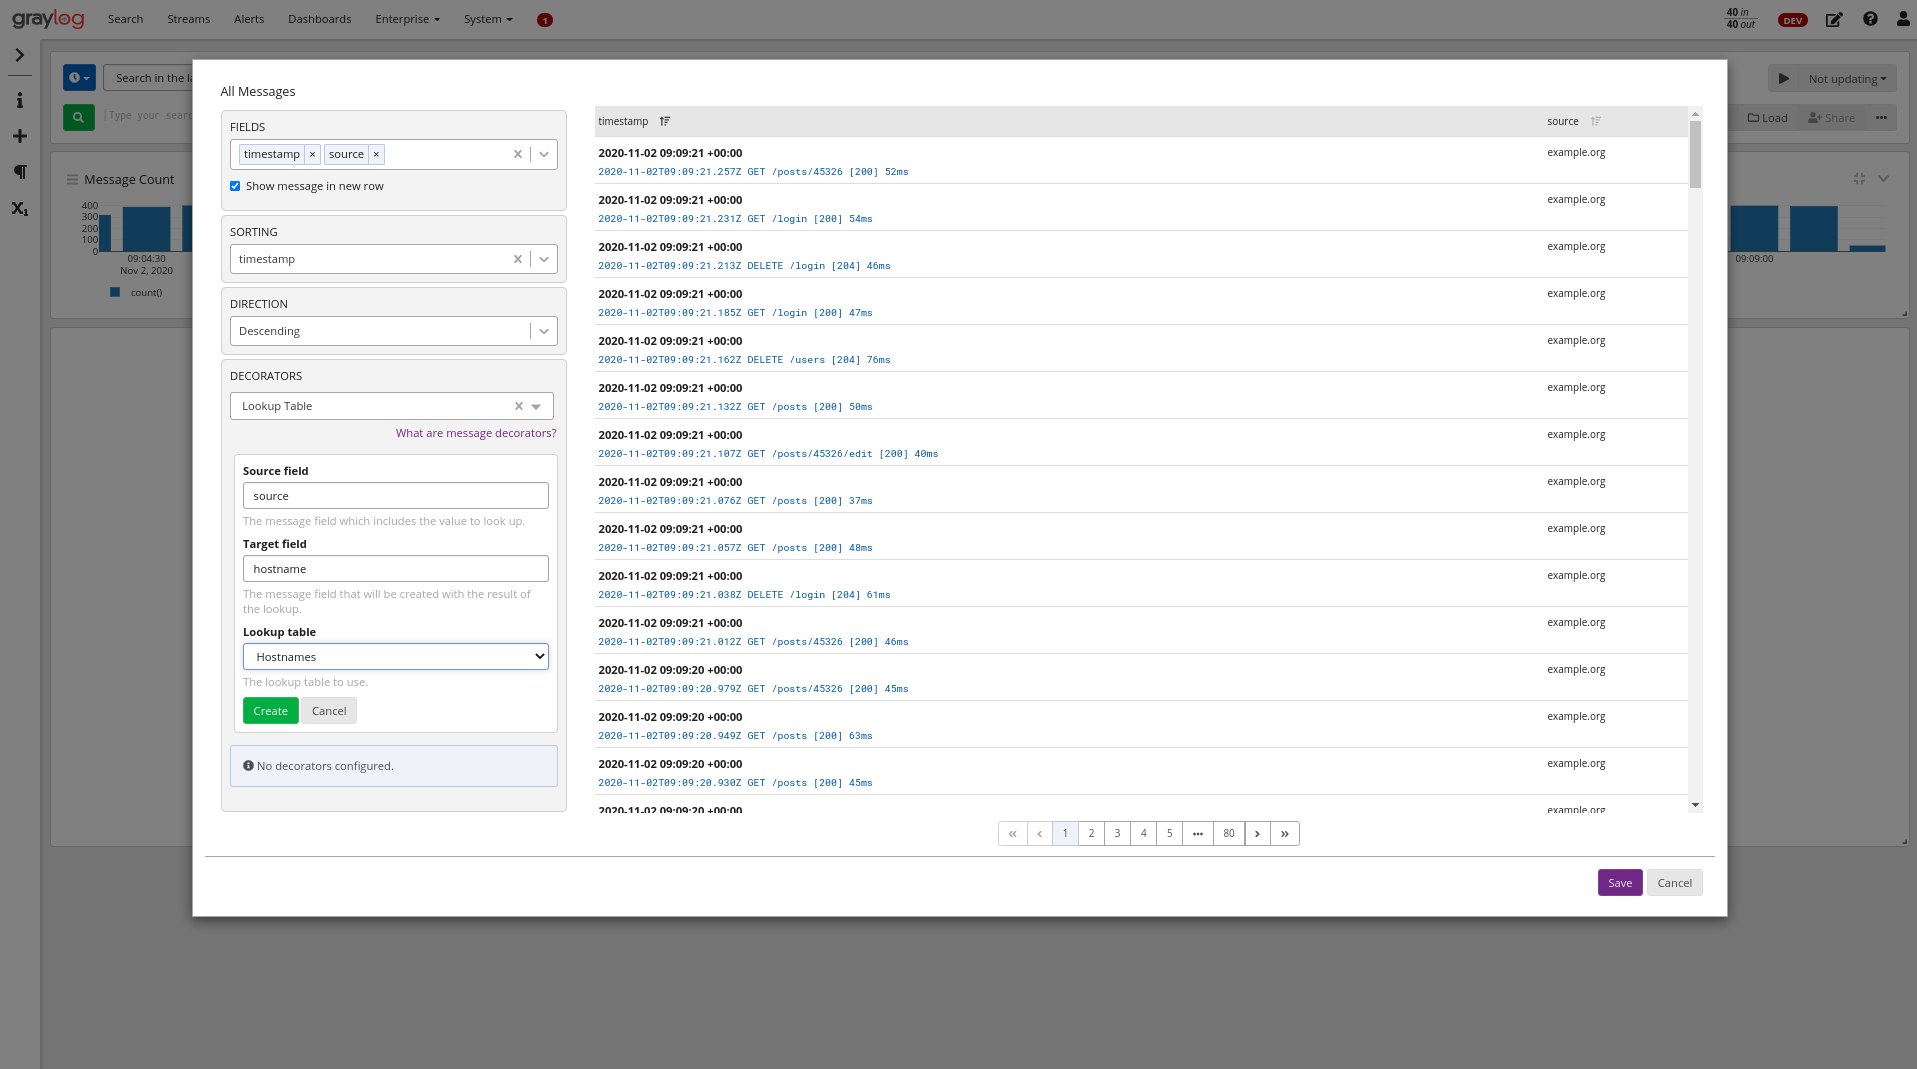 graylog Search Streams Alerts Dashboards Enterprise System 1 40 in DEV
40 out
Search in the la Not updating
Type your searc Load Share
Message Count
400
300
200
100
0
09:04:30
Nov 2, 2020
count()
09:09:00
All Messages
FIELDS
timestamp × source ×
Show message in new row
SORTING
timestamp
DIRECTION
Descending
DECORATORS
Lookup Table
What are message decorators?
Source field
source
The message field which includes the value to look up.
Target field
hostname
The message field that will be created with the result of
the lookup.
Lookup table
Hostnames
The lookup table to use.
Create Cancel
No decorators configured.
timestamp source
2020-11-02 09:09:21 +00:00 example.org
2020-11-02T09:09:21.257Z GET /posts/45326 [200] 52ms
2020-11-02 09:09:21 +00:00 example.org
2020-11-02T09:09:21.231Z GET /login [200] 54ms
2020-11-02 09:09:21 +00:00 example.org
2020-11-02T09:09:21.213Z DELETE /login [204] 46ms
2020-11-02 09:09:21 +00:00 example.org
2020-11-02T09:09:21.185Z GET /login [200] 47ms
2020-11-02 09:09:21 +00:00 example.org
2020-11-02T09:09:21.162Z DELETE /users [204] 76ms
2020-11-02 09:09:21 +00:00 example.org
2020-11-02T09:09:21.132Z GET /posts [200] 50ms
2020-11-02 09:09:21 +00:00 example.org
2020-11-02T09:09:21.107Z GET /posts/45326/edit [200] 40ms
2020-11-02 09:09:21 +00:00 example.org
2020-11-02T09:09:21.076Z GET /posts [200] 37ms
2020-11-02 09:09:21 +00:00 example.org
2020-11-02T09:09:21.057Z GET /posts [200] 48ms
2020-11-02 09:09:21 +00:00 example.org
2020-11-02T09:09:21.038Z DELETE /login [204] 61ms
2020-11-02 09:09:21 +00:00 example.org
2020-11-02T09:09:21.012Z GET /posts/45326 [200] 46ms
2020-11-02 09:09:20 +00:00 example.org
2020-11-02T09:09:20.979Z GET /posts/45326 [200] 45ms
2020-11-02 09:09:20 +00:00 example.org
2020-11-02T09:09:20.949Z GET /posts [200] 63ms
2020-11-02 09:09:20 +00:00 example.org
2020-11-02T09:09:20.930Z GET /posts [200] 45ms
2020-11-02 09:09:20 +00:00 example.org
« ‹ 1 2 3 4 5 ••• 80 › »
Save Cancel